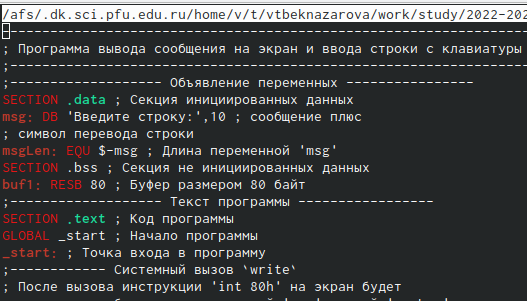 /afs/.dk.sci.pfu.edu.ru/home/v/t/vtbeknazarova/work/study/2022-202
;---------------------------------------------------------------
; Программа вывода сообщения на экран и ввода строки с клавиатуры
;---------------------------------------------------------------
;------------------- Объявление переменных ----------------
SECTION .data ; Секция инициированных данных
msg: DB 'Введите строку:',10 ; сообщение плюс
; символ перевода строки
msgLen: EQU $-msg ; Длина переменной 'msg'
SECTION .bss ; Секция не инициированных данных
buf1: RESB 80 ; Буфер размером 80 байт
;------------------- Текст программы -----------------
SECTION .text ; Код программы
GLOBAL _start ; Начало программы
_start: ; Точка входа в программу
;------------ Системный вызов `write`
; После вызова инструкции 'int 80h' на экран будет